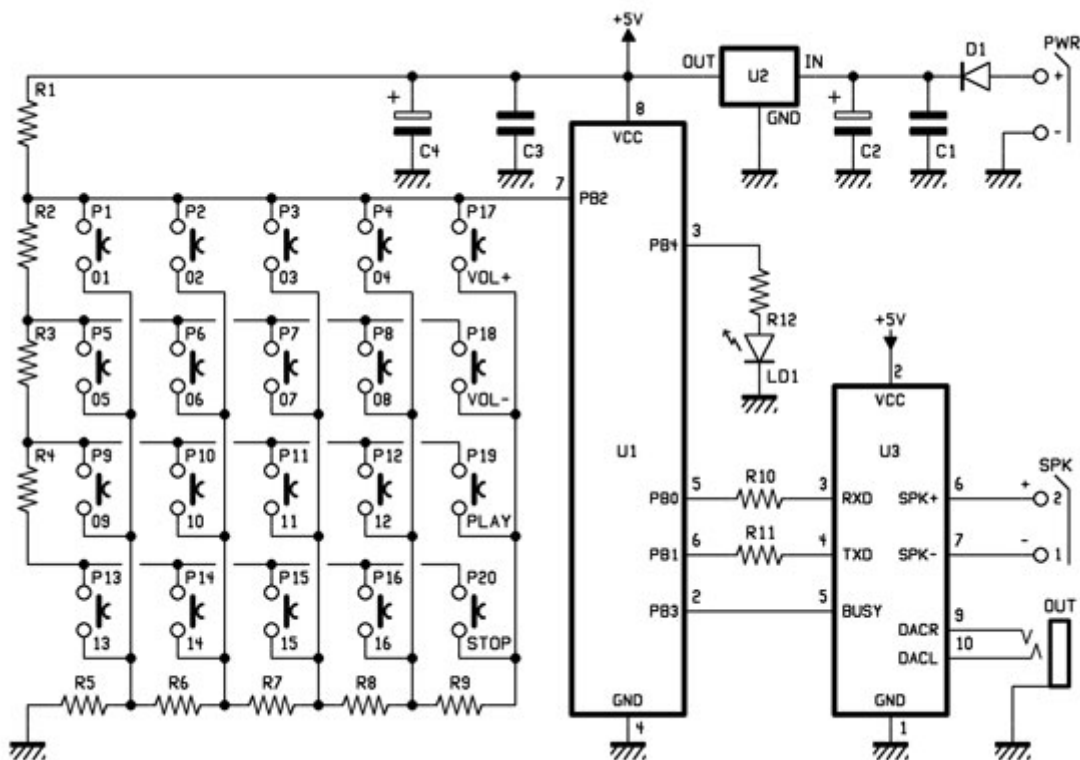 +5V
R1
OUT U2 IN
D1 PWR
+
-
GND
+ C4
C3
+ C2
C1
8
VCC
7
PB2
R2 P1 P2 P3 P4 P17
01 02 03 04 VOL+
PB4 3
R12
LD1
R3 P5 P6 P7 P8 P18
05 06 07 08 VOL-
+5V
2
VCC
R4 P9 P10 P11 P12 P19
09 10 11 12 PLAY
U1
U3
PB0 5 R10 3 RXD SPK+ 6 + 2 SPK
PB1 6 R11 4 TXD SPK- 7 - 1
P13 P14 P15 P16 P20
13 14 15 16 STOP
PB3 2 5 BUSY
DACR 9 OUT
DACL 10
R5 R6 R7 R8 R9
GND
4
GND
1